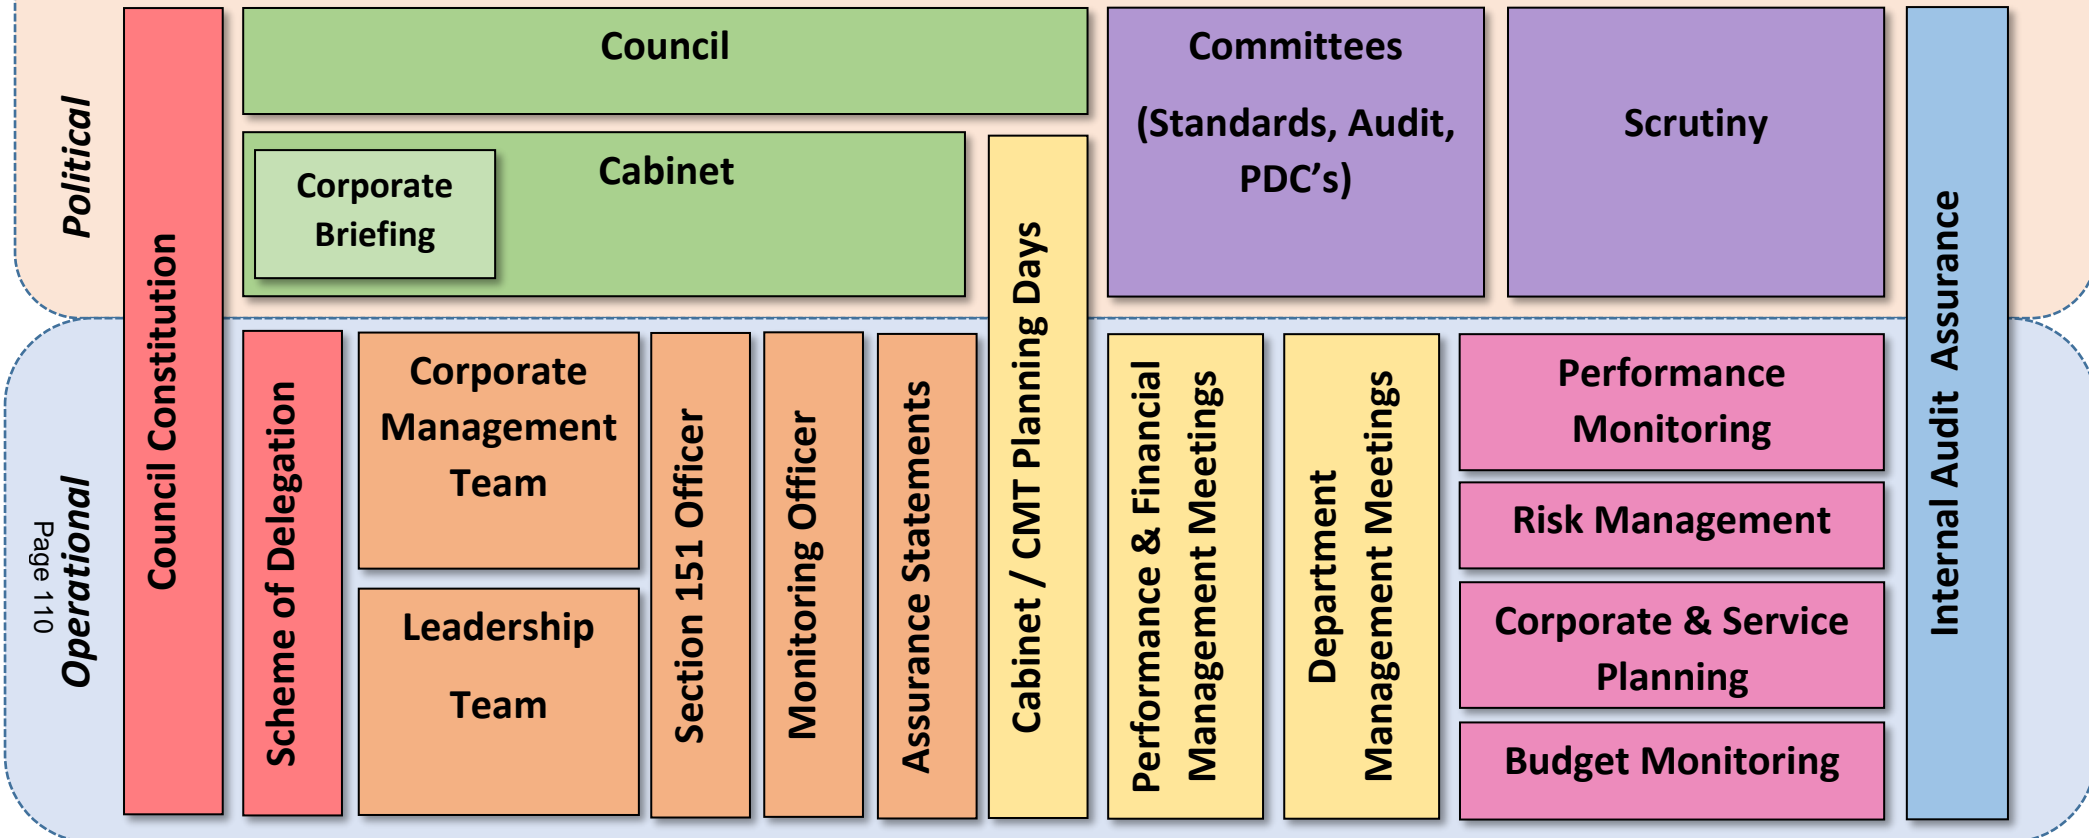 Political
Council Constitution
Council
Cabinet
Corporate
Briefing
Cabinet / CMT Planning Days
Committees
(Standards, Audit,
PDC’s)
Scrutiny
Internal Audit  Assurance
Operational
Page 110
Scheme of Delegation
Corporate
Management
Team
Leadership
Team
Section 151 Officer
Monitoring Officer
Assurance Statements
Performance & Financial
Management Meetings
Department
Management Meetings
Performance
Monitoring
Risk Management
Corporate & Service
Planning
Budget Monitoring